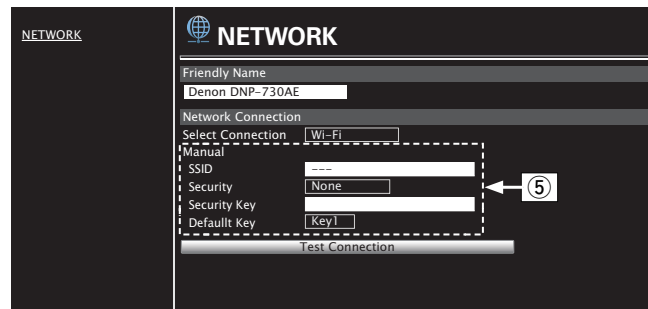 NETWORK
NETWORK
Friendly Name
Denon DNP-730AE
Network Connection
Select Connection Wi-Fi
Manual
SSID ---
Security None
⑤
Security Key
Defaullt Key Key1
Test Connection